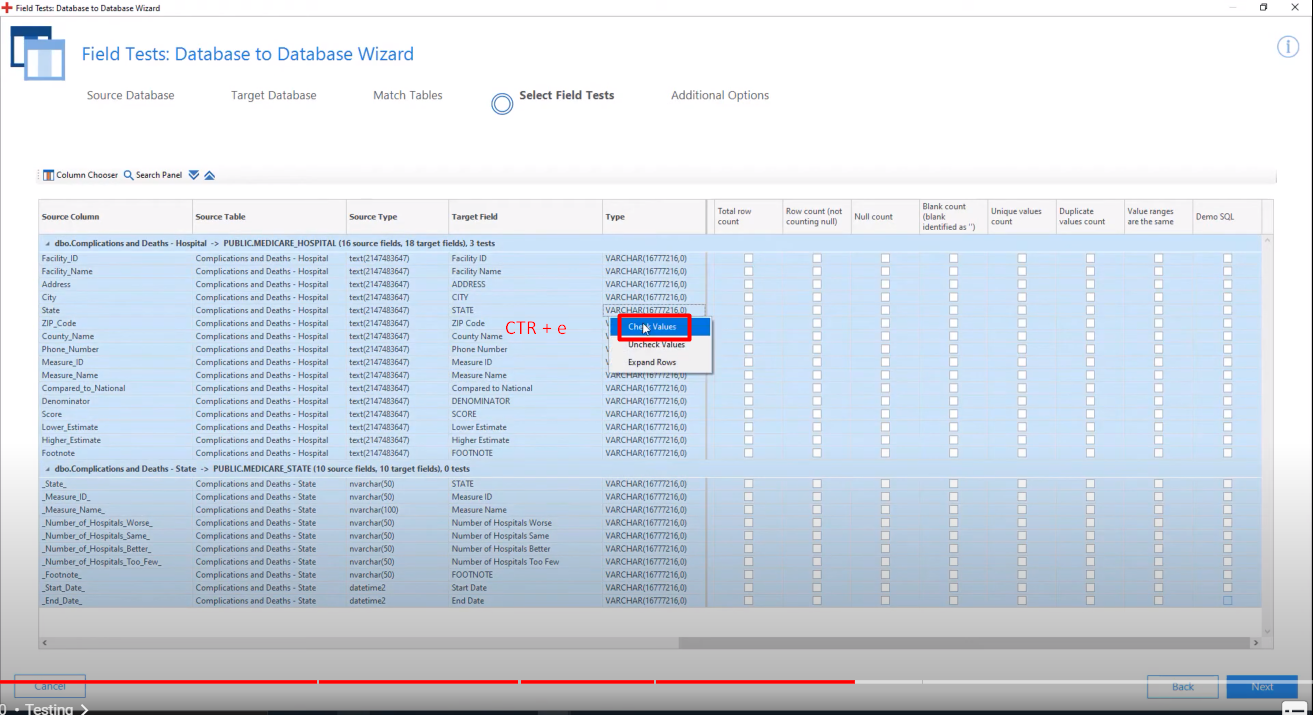 Field Tests: Database to Database Wizard
Field Tests: Database to Database Wizard
Source Database Target Database Match Tables Select Field Tests Additional Options
Column Chooser Search Panel
Source Column Source Table Source Type Target Field Type Total row count Row count (not counting null) Null count Blank count (blank identified as '') Unique values count Duplicate values count Value ranges are the same Demo SQL
dbo.Complications and Deaths - Hospital -> PUBLIC.MEDICARE_HOSPITAL (16 source fields, 18 target fields), 3 tests
Facility_ID Complications and Deaths - Hospital text(2147483647) Facility ID VARCHAR(16777216,0)
Facility_Name Complications and Deaths - Hospital text(2147483647) Facility Name VARCHAR(16777216,0)
Address Complications and Deaths - Hospital text(2147483647) ADDRESS VARCHAR(16777216,0)
City Complications and Deaths - Hospital text(2147483647) CITY VARCHAR(16777216,0)
State Complications and Deaths - Hospital text(2147483647) STATE VARCHAR(16777216,0)
ZIP_Code Complications and Deaths - Hospital text(2147483647) ZIP Code
CTR + e
Check Values
County_Name Complications and Deaths - Hospital text(2147483647) County Name
Uncheck Values
Phone_Number Complications and Deaths - Hospital text(2147483647) Phone Number
Measure_ID Complications and Deaths - Hospital text(2147483647) Measure ID
Expand Rows
Measure_Name Complications and Deaths - Hospital text(2147483647) Measure Name VARCHAR(16777216,0)
Compared_to_National Complications and Deaths - Hospital text(2147483647) Compared to National VARCHAR(16777216,0)
Denominator Complications and Deaths - Hospital text(2147483647) DENOMINATOR VARCHAR(16777216,0)
Score Complications and Deaths - Hospital text(2147483647) SCORE VARCHAR(16777216,0)
Lower_Estimate Complications and Deaths - Hospital text(2147483647) Lower Estimate VARCHAR(16777216,0)
Higher_Estimate Complications and Deaths - Hospital text(2147483647) Higher Estimate VARCHAR(16777216,0)
Footnote Complications and Deaths - Hospital text(2147483647) FOOTNOTE VARCHAR(16777216,0)
dbo.Complications and Deaths - State -> PUBLIC.MEDICARE_STATE (10 source fields, 10 target fields), 0 tests
_State_ Complications and Deaths - State nvarchar(50) STATE VARCHAR(16777216,0)
_Measure_ID_ Complications and Deaths - State nvarchar(50) Measure ID VARCHAR(16777216,0)
_Measure_Name_ Complications and Deaths - State nvarchar(100) Measure Name VARCHAR(16777216,0)
_Number_of_Hospitals_Worse_ Complications and Deaths - State nvarchar(50) Number of Hospitals Worse VARCHAR(16777216,0)
_Number_of_Hospitals_Same_ Complications and Deaths - State nvarchar(50) Number of Hospitals Same VARCHAR(16777216,0)
_Number_of_Hospitals_Better_ Complications and Deaths - State nvarchar(50) Number of Hospitals Better VARCHAR(16777216,0)
_Number_of_Hospitals_Too_Few_ Complications and Deaths - State nvarchar(50) Number of Hospitals Too Few VARCHAR(16777216,0)
_Footnote_ Complications and Deaths - State nvarchar(50) FOOTNOTE VARCHAR(16777216,0)
_Start_Date_ Complications and Deaths - State datetime2 Start Date VARCHAR(16777216,0)
_End_Date_ Complications and Deaths - State datetime2 End Date VARCHAR(16777216,0)
Cancel Back Next
0 • Testing >